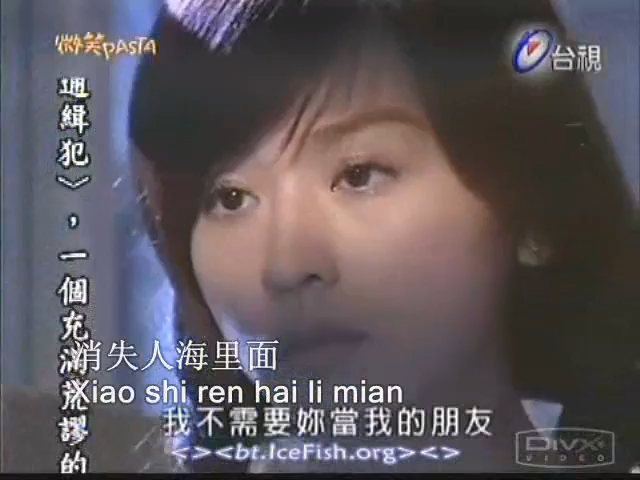 微笑PASTA
台視
通緝犯》，一個充滿荒謬的
消失人海里面
Xiao shi ren hai li mian
我不需要妳當我的朋友
<><bt.IceFish.org><>
DIVX
VIDEO